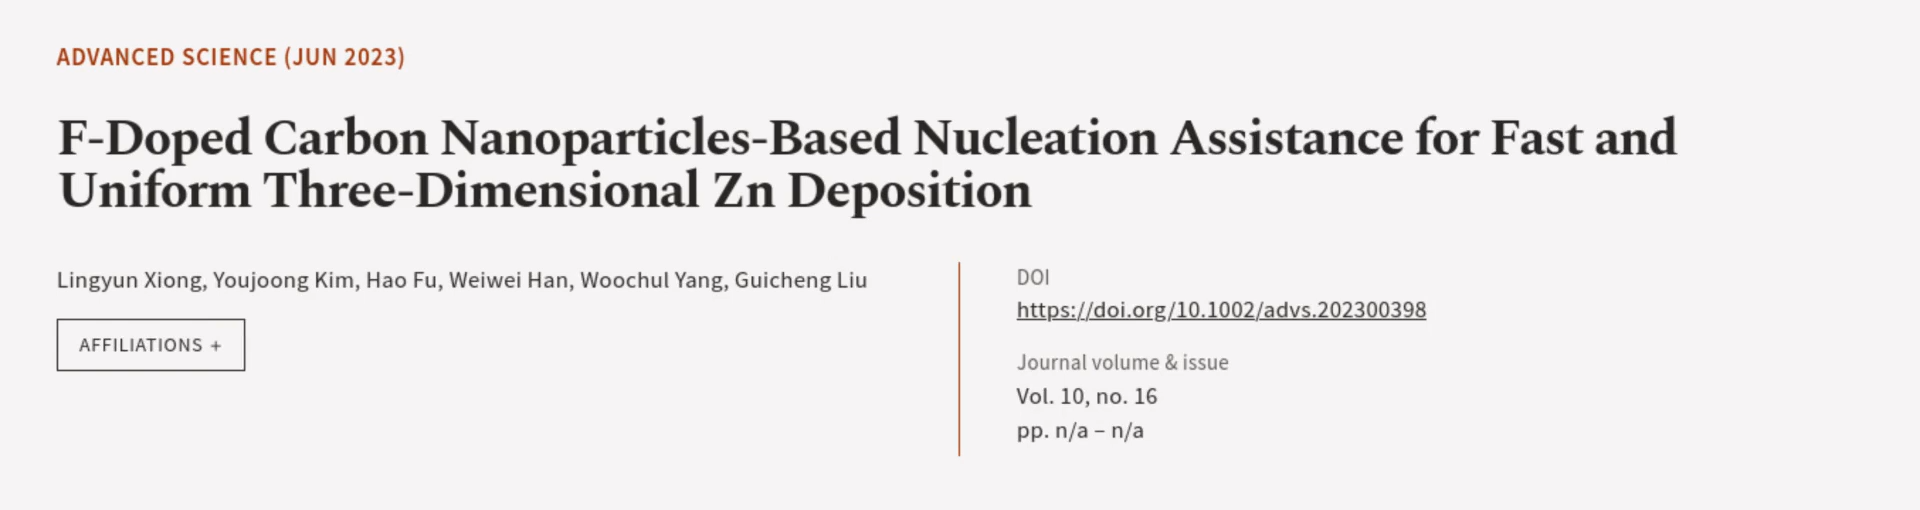 ADVANCED SCIENCE (JUN 2023)
F-Doped Carbon Nanoparticles-Based Nucleation Assistance for Fast and
Uniform Three-Dimensional Zn Deposition
Lingyun Xiong, Youjoong Kim, Hao Fu, Weiwei Han, Woochul Yang, Guicheng Liu
AFFILIATIONS +
DOI
https://doi.org/10.1002/advs.202300398
Journal volume & issue
Vol. 10, no. 16
pp. n/a – n/a